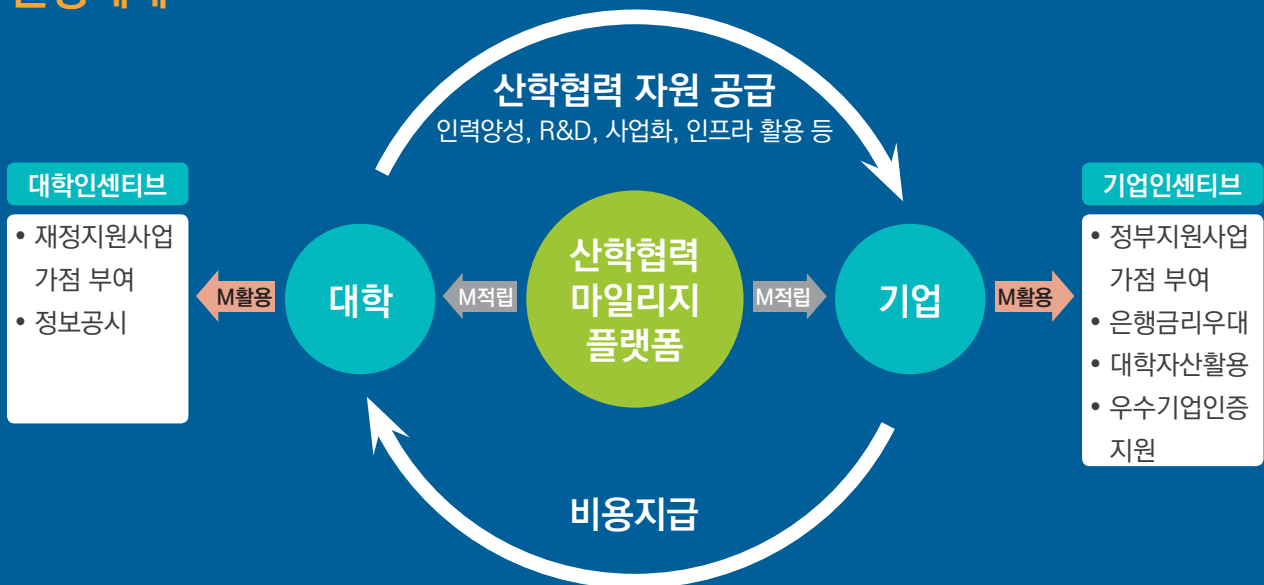 산학협력 자원 공급
인력양성, R&D, 사업화, 인프라 활용 등
대학인센티브
• 재정지원사업
가점 부여
• 정보공시
M활용
대학
M적립
산학협력
마일리지
플랫폼
M적립
기업
M활용
기업인센티브
• 정부지원사업
가점 부여
• 은행금리우대
• 대학자산활용
• 우수기업인증
지원
비용지급